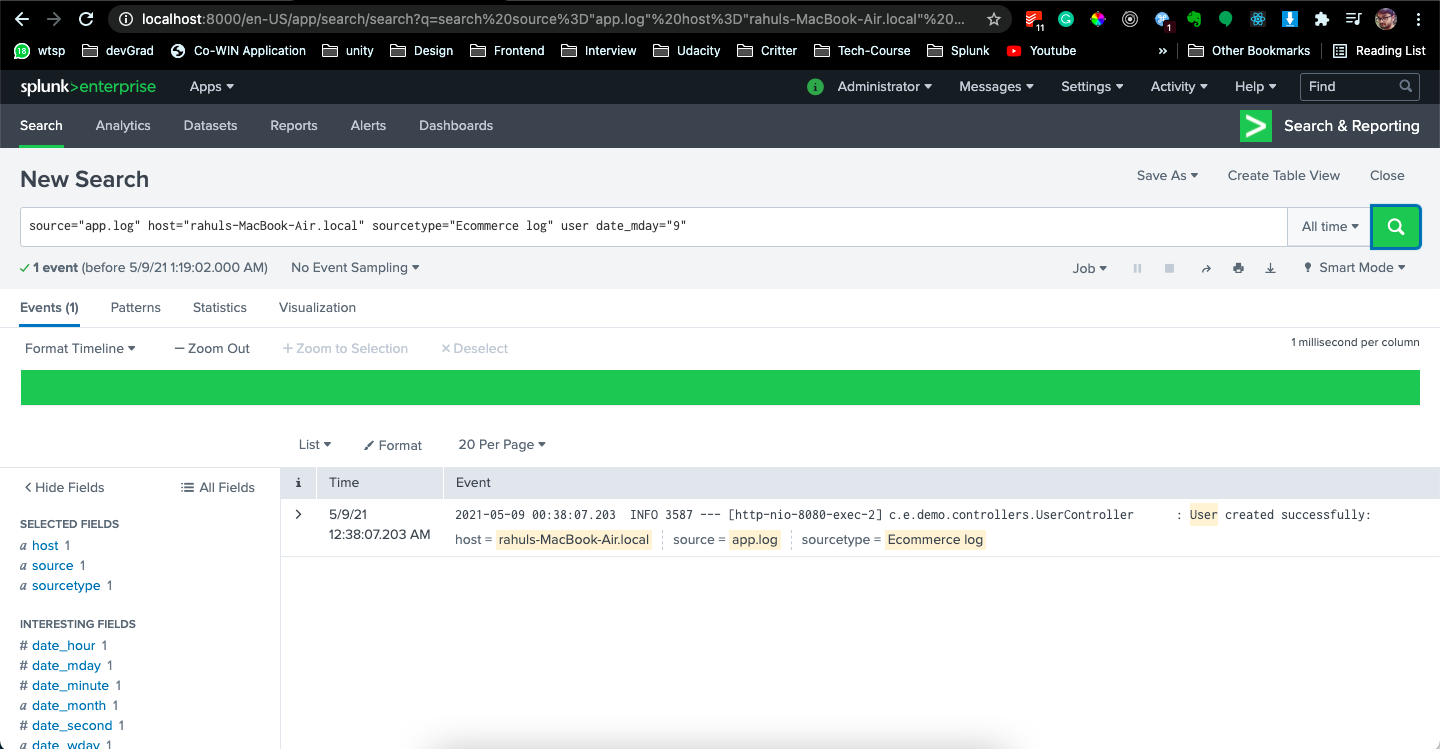 localhost:8000/en-US/app/search/search?q=search%20source%3D"app.log"%20host%3D"rahuls-MacBook-Air.local"%20... 11 1
18 wtsp devGrad Co-WIN Application unity Design Frontend Interview Udacity Critter Tech-Course Splunk Youtube » Other Bookmarks Reading List
splunk>enterprise Apps i Administrator Messages Settings Activity Help Find
Search Analytics Datasets Reports Alerts Dashboards > Search & Reporting
New Search Save As Create Table View Close
source="app.log" host="rahuls-MacBook-Air.local" sourcetype="Ecommerce log" user date_mday="9" All time
1 event (before 5/9/21 1:19:02.000 AM) No Event Sampling Job Smart Mode
Events (1) Patterns Statistics Visualization
Format Timeline — Zoom Out + Zoom to Selection × Deselect 1 millisecond per column
List Format 20 Per Page
< Hide Fields All Fields i Time Event
SELECTED FIELDS
a host 1
a source 1
a sourcetype 1
> 5/9/21 2021-05-09 00:38:07.203 INFO 3587 --- [http-nio-8080-exec-2] c.e.demo.controllers.UserController : User created successfully:
12:38:07.203 AM host = rahuls-MacBook-Air.local source = app.log sourcetype = Ecommerce log
INTERESTING FIELDS
# date_hour 1
# date_mday 1
# date_minute 1
a date_month 1
# date_second 1
a date_wday 1